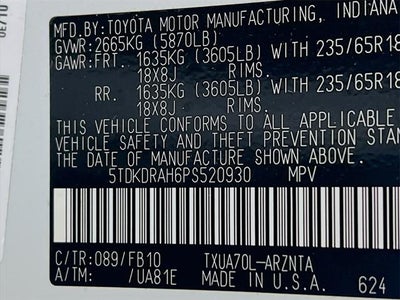 MFD.BY:TOYOTA MOTOR MANUFACTURING, INDIANA
GVWR:2665KG (5870LB)
GAWR:FRT. 1635KG (3605LB) WITH 235/65R18
18X8J RIMS.
RR. 1635KG (3605LB) WITH 235/65R18
18X8J RIMS.
THIS VEHICLE CONFORMS TO ALL APPLICABLE
VEHICLE SAFETY AND THEFT PREVENTION STAN
THE DATE OF MANUFACTURE SHOWN ABOVE.
5TDKDRAH6PS520930 MPV
C/TR:089/FB10 TXUA70L-ARZNTA
A/TM: /UA81E MADE IN U.S.A. 624